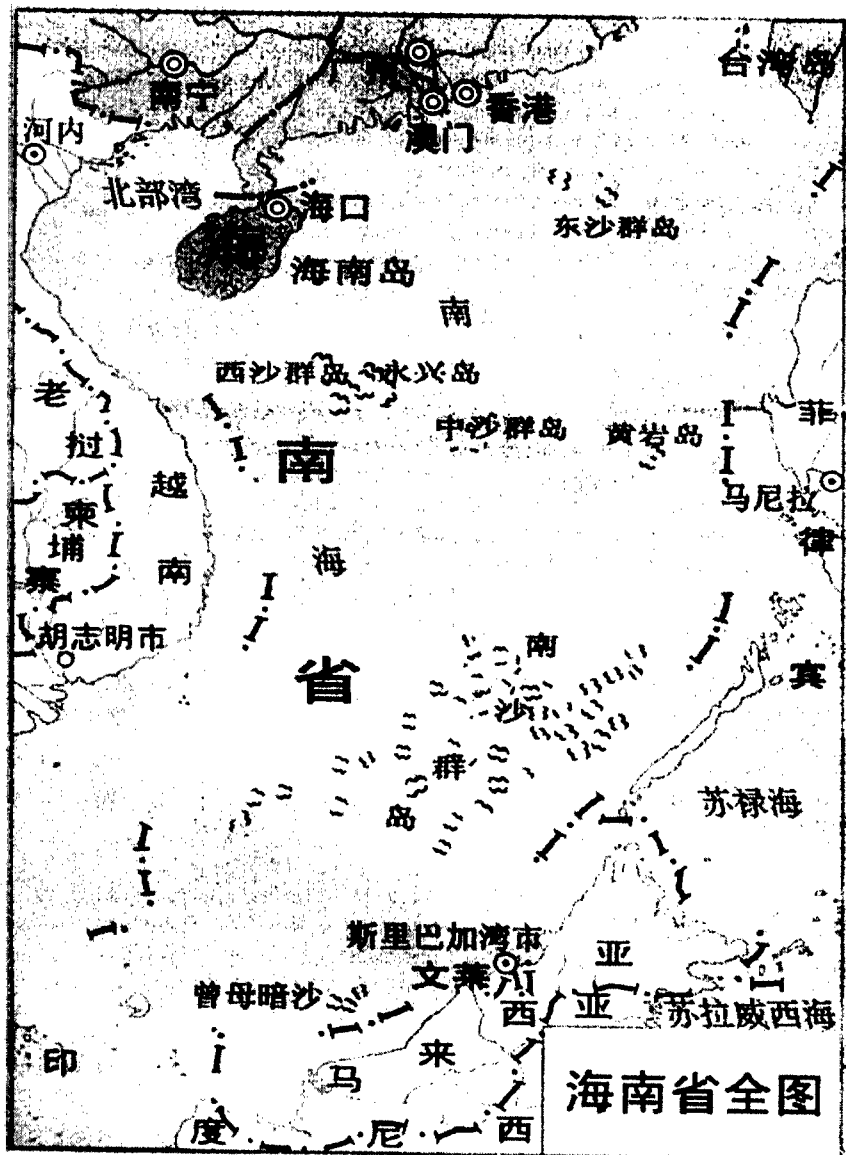 台湾岛
南宁
广州
香港
澳门
河内
北部湾
海口
东沙群岛
海南岛
南
西沙群岛
永兴岛
老
菲
中沙群岛
黄岩岛
南
挝
越
马尼拉
柬
律
埔
海
寨
南
胡志明市
南
省
宾
沙
群
苏禄海
岛
斯里巴加湾市
亚
文莱
曾母暗沙
西
亚
苏拉威西海
来
印
马
海南省全图
度
尼
西